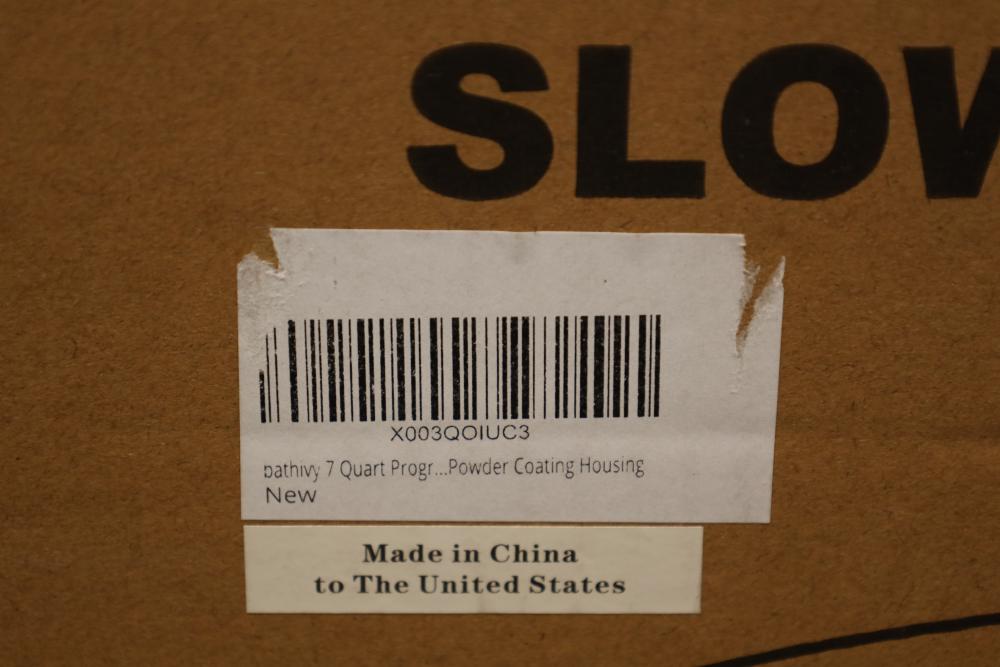 SLOW
X003QOIUC3
bathivy 7 Quart Progr...Powder Coating Housing
New
Made in China
to The United States